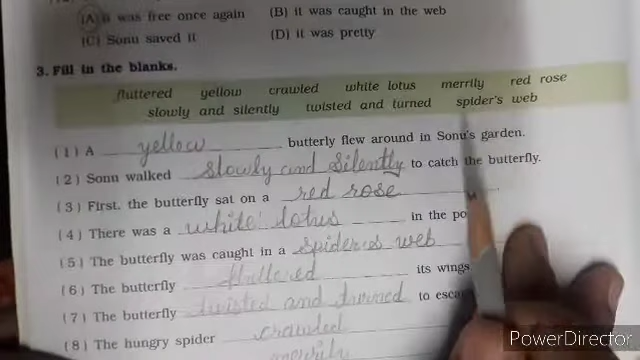 (A) it was free once again (B) it was caught in the web
(C) Sonu saved it (D) it was pretty
3. Fill in the blanks.
fluttered yellow crawled white lotus merrily red rose
slowly and silently twisted and turned spider's web
(1) A yellow butterly flew around in Sonu's garden.
(2) Sonu walked slowly and silently to catch the butterfly.
(3) First, the butterfly sat on a red rose
(4) There was a white lotus in the po
(5) The butterfly was caught in a spider's web
(6) The butterfly fluttered its wings
(7) The butterfly twisted and turned to esca
(8) The hungry spider crawled
merrily
PowerDirector